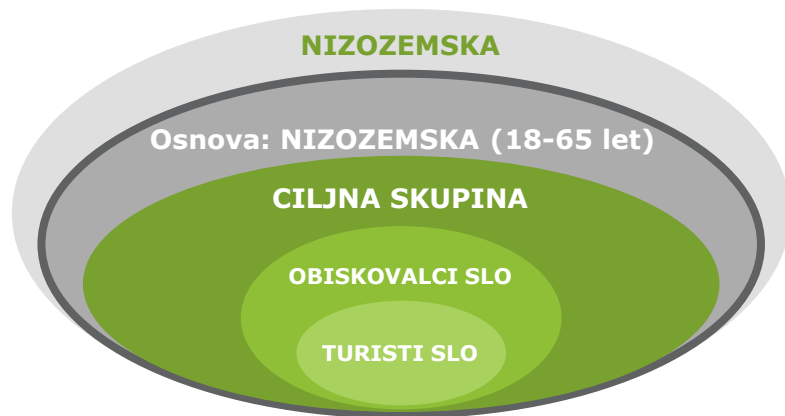 NIZOZEMSKA
Osnova: NIZOZEMSKA (18-65 let)
CILJNA SKUPINA
OBISKOVALCI SLO
TURISTI SLO